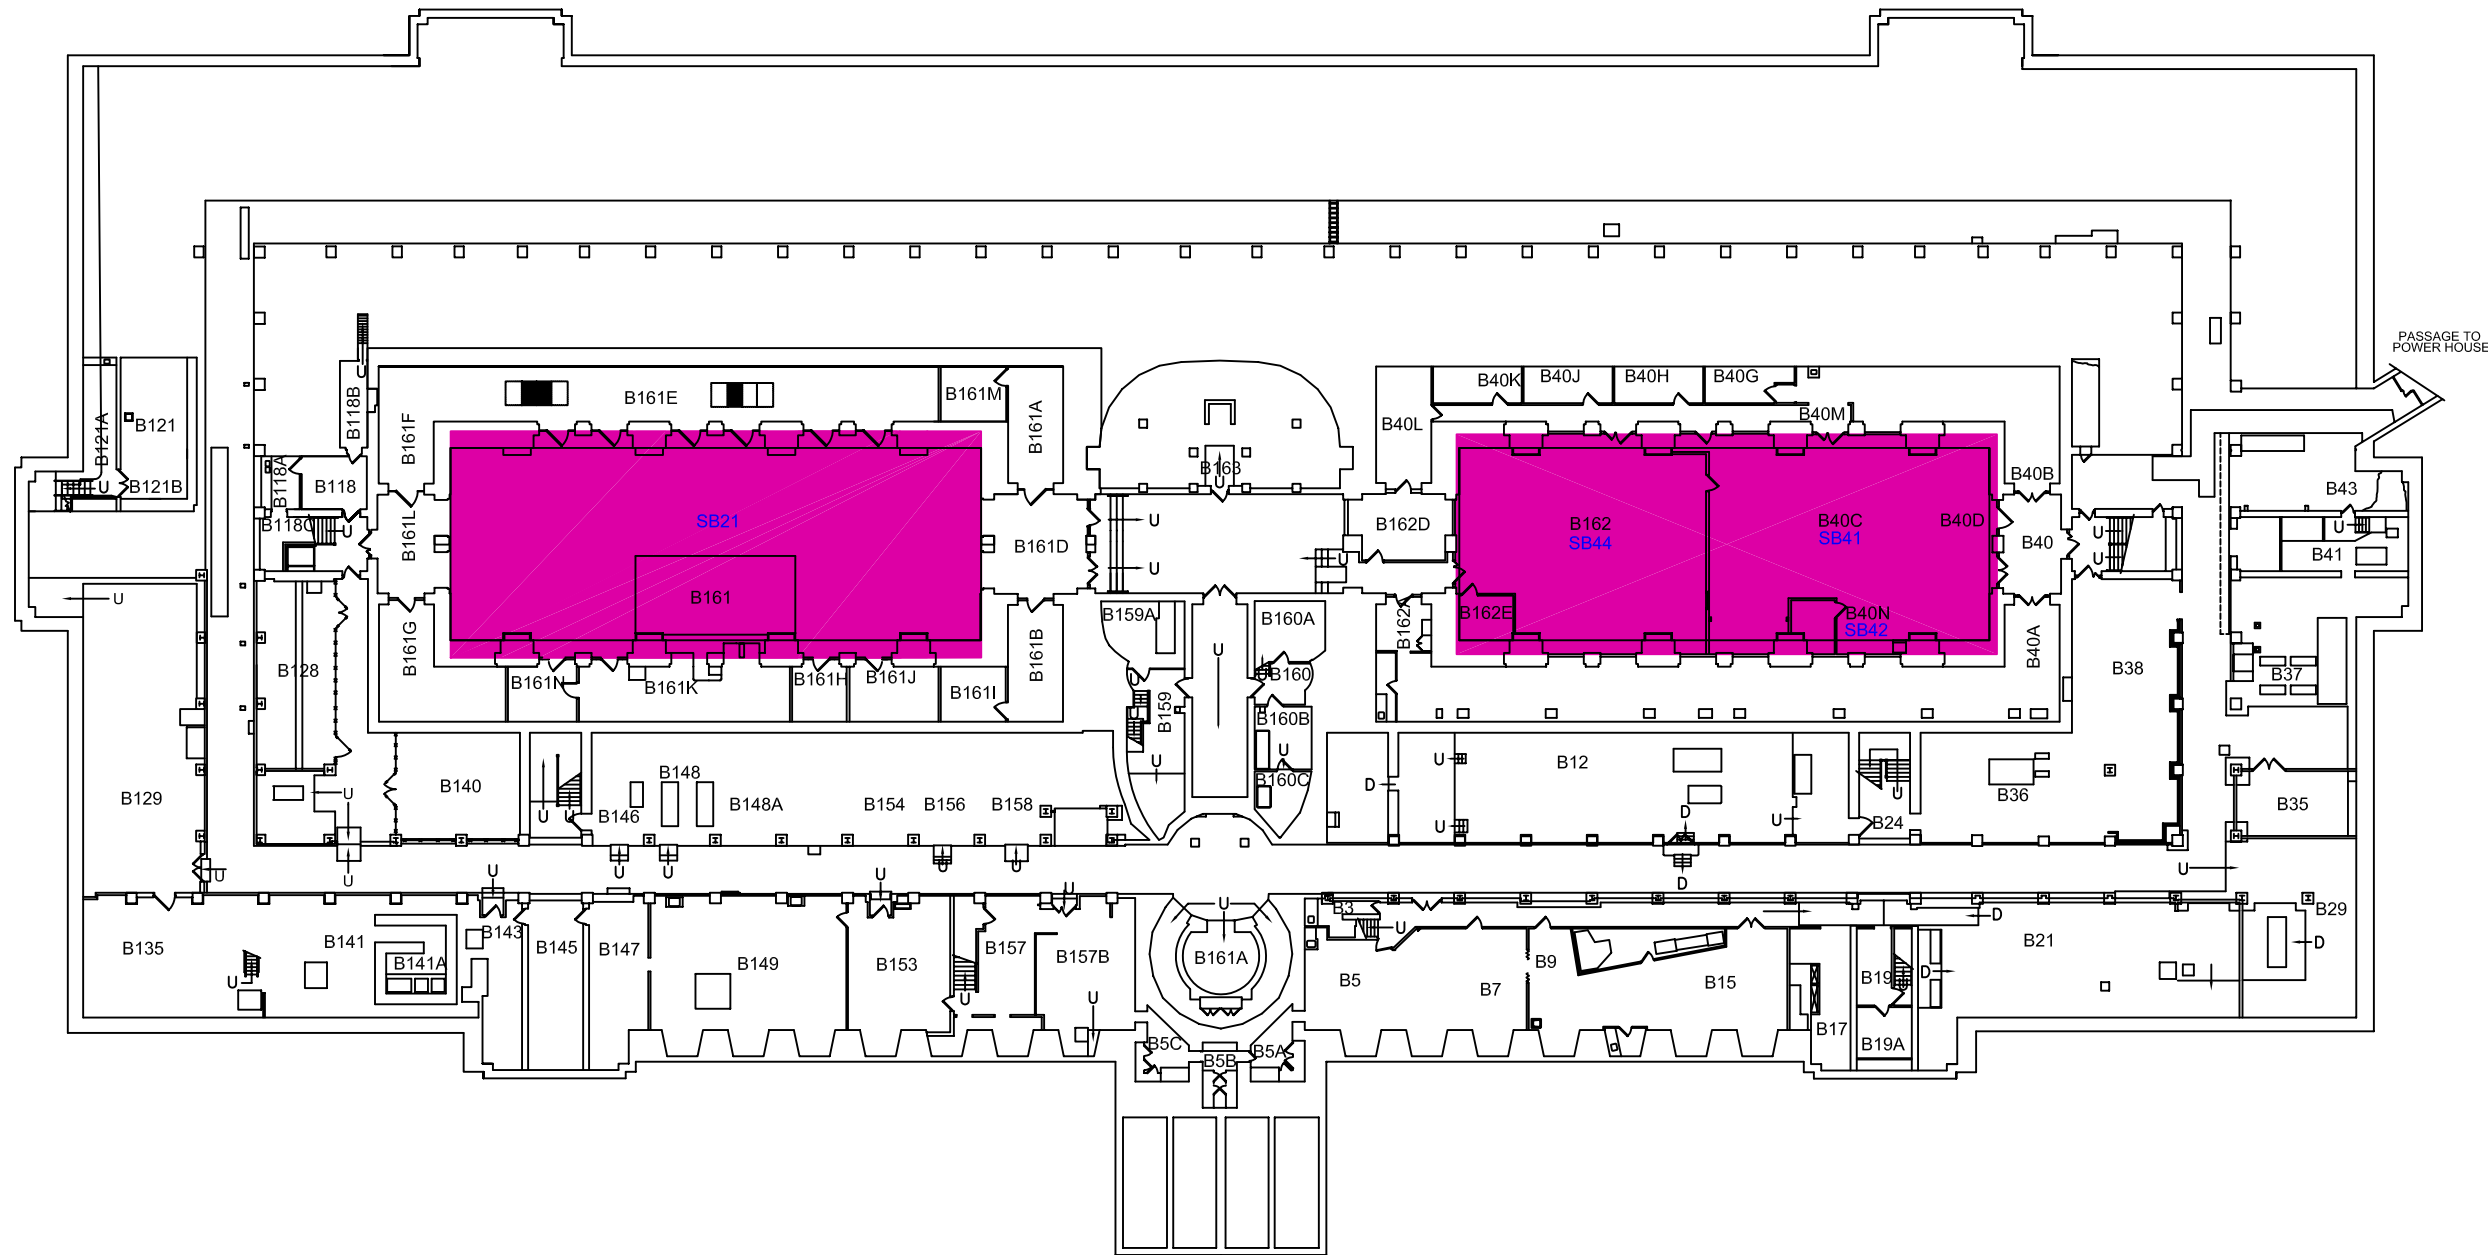 PASSAGE TO
POWER HOUSE
B161E
B161M
B161A
B161F
B118B
B121
B121A
B121B
B118A
B118
B118C
U
U
U
B161L
SB21
B161
B161D
U
U
B163
U
U
B40K
B40J
B40H
B40G
B40M
B40L
B40B
B162D
B162
SB44
B40C
SB41
B40D
B40
U
U
B43
U
B41
B162E
B40N
SB42
B162A
B40A
B38
B37
U
B128
B161G
B161N
B161K
B161H
B161J
B161I
B161B
B159A
U
U
B159
U
U
B160A
U
B160
B160B
U
B160C
B129
U
U
U
B140
U
U
B146
B148
B148A
B154
B156
B158
U
U
U
U
D
U
U
B12
D
U
U
B24
B36
B35
U
U
U
U
U
D
B135
B141
U
B141A
B143
B145
B147
B149
B153
U
B157
B157B
U
B161A
B3
U
B5
B7
B9
B15
B17
B19
U
B19A
D
D
B21
D
B29
B5C
B5B
B5A